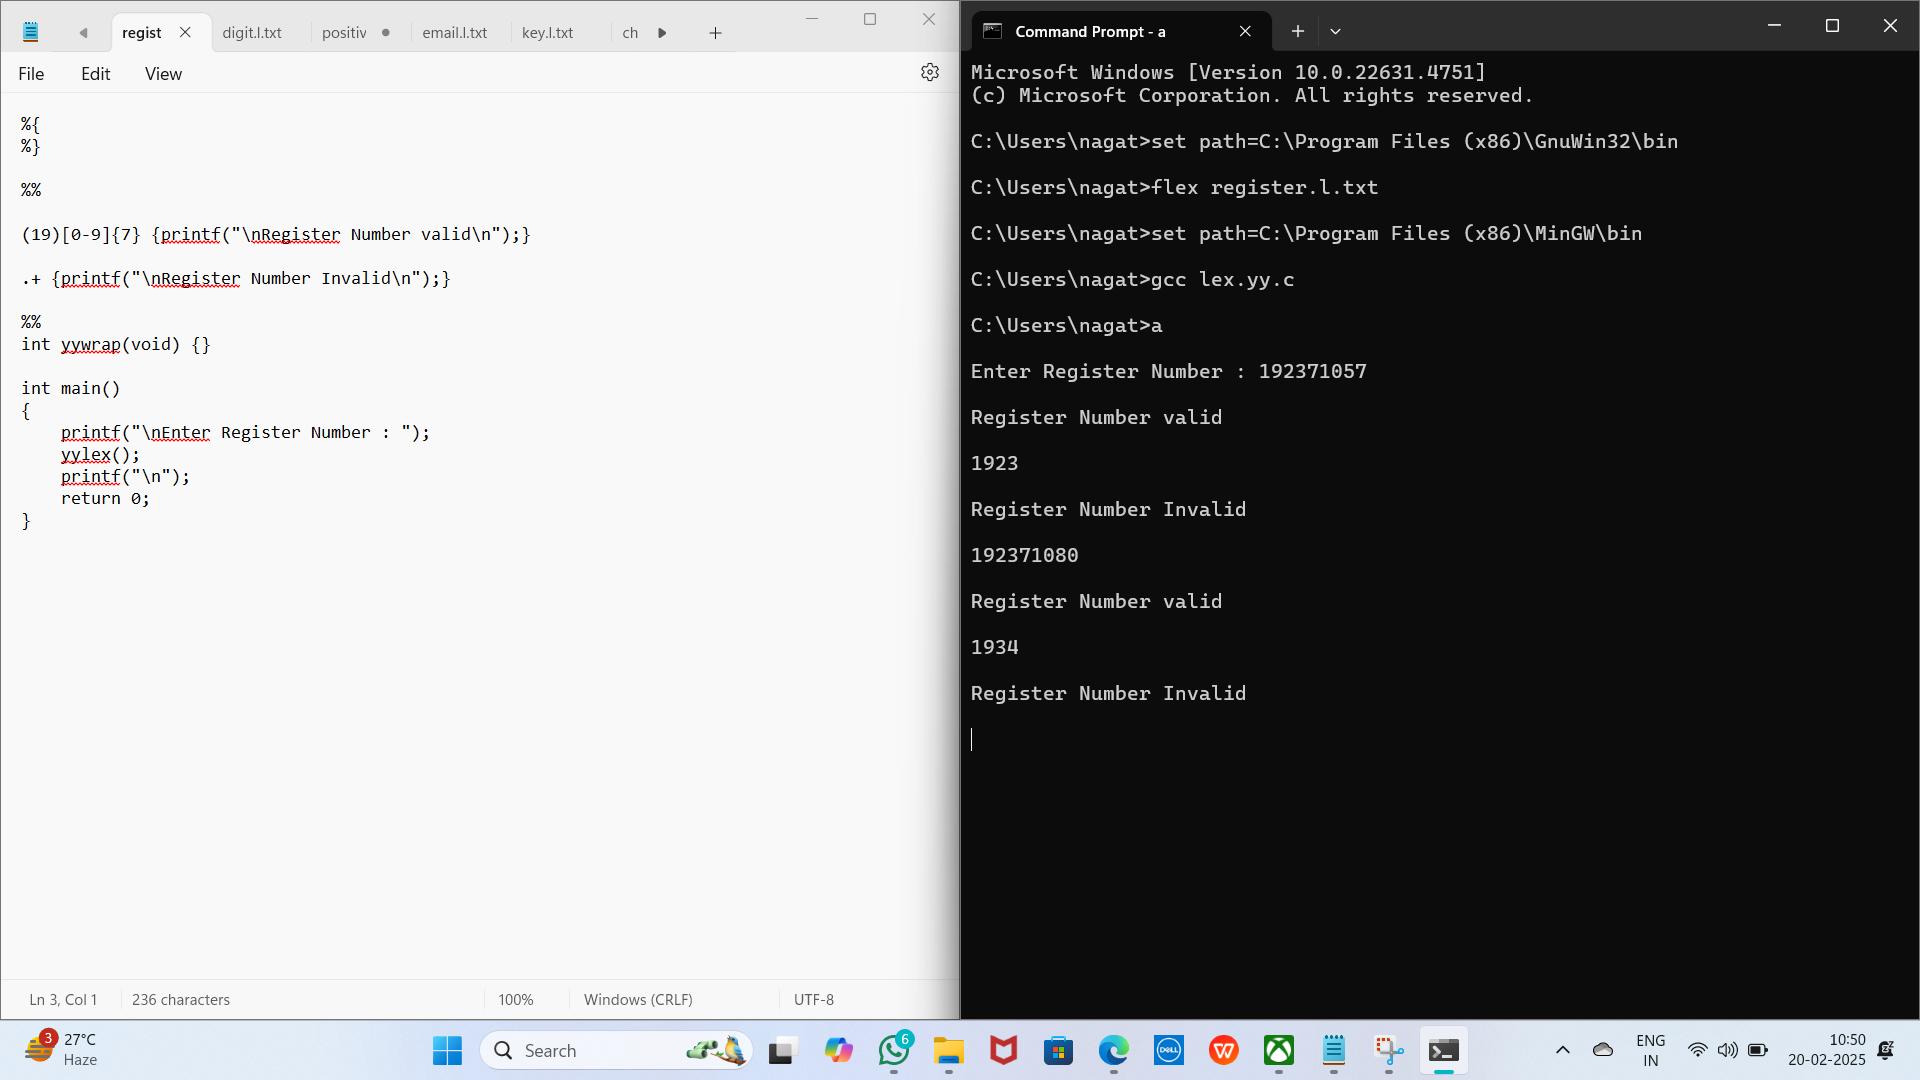 regist
digit.l.txt
positiv
email.l.txt
key.l.txt
ch
File Edit View
%{
%}
%%
(19)[0-9]{7} {printf("\nRegister Number valid\n");}
.+ {printf("\nRegister Number Invalid\n");}
%%
int yywrap(void) {}
int main()
{
    printf("\nEnter Register Number : ");
    yylex();
    printf("\n");
    return 0;
}
Ln 3, Col 1 236 characters 100% Windows (CRLF) UTF-8
Command Prompt - a
Microsoft Windows [Version 10.0.22631.4751]
(c) Microsoft Corporation. All rights reserved.
C:\Users\nagat>set path=C:\Program Files (x86)\GnuWin32\bin
C:\Users\nagat>flex register.l.txt
C:\Users\nagat>set path=C:\Program Files (x86)\MinGW\bin
C:\Users\nagat>gcc lex.yy.c
C:\Users\nagat>a
Enter Register Number : 192371057
Register Number valid
1923
Register Number Invalid
192371080
Register Number valid
1934
Register Number Invalid
3
27°C
Haze
Search
6
DELL
ENG
IN
10:50
20-02-2025